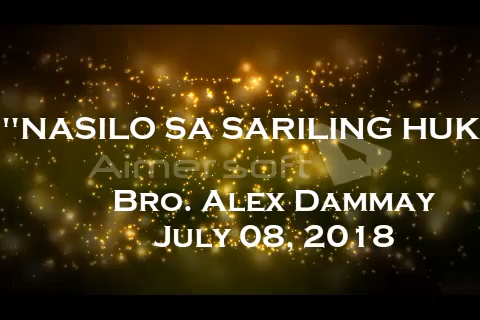 "NASILO SA SARILING HUK
Aimersoft
BRO. ALEX DAMMAY
JULY 08, 2018